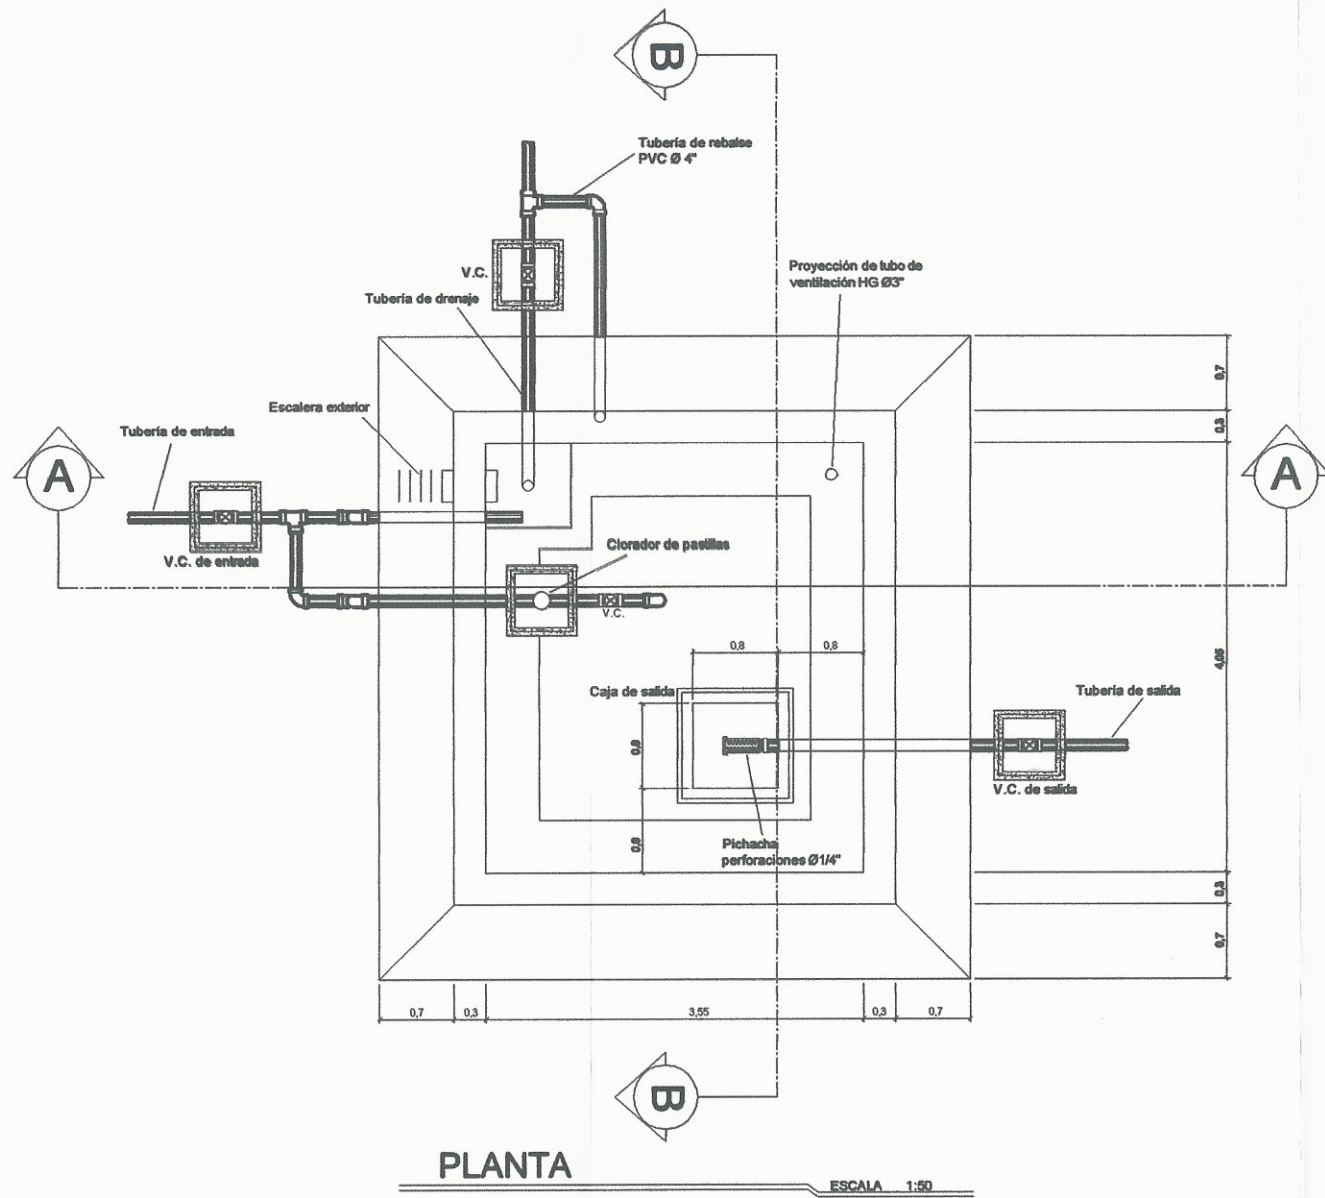 B
Tubería de rebalse
PVC Ø 4"
V.C.
Proyección de tubo de
ventilación HG Ø3"
Tubería de drenaje
0,7
Escalera exterior
0,3
Tubería de entrada
A
A
V.C. de entrada
Clorador de pastillas
V.C.
0,8
0,8
4,05
Caja de salida
Tubería de salida
0,8
V.C. de salida
0,8
Pichacha
perforaciones Ø1/4"
0,3
0,7
0,7
0,3
3,55
0,3
0,7
B
PLANTA
ESCALA 1:50